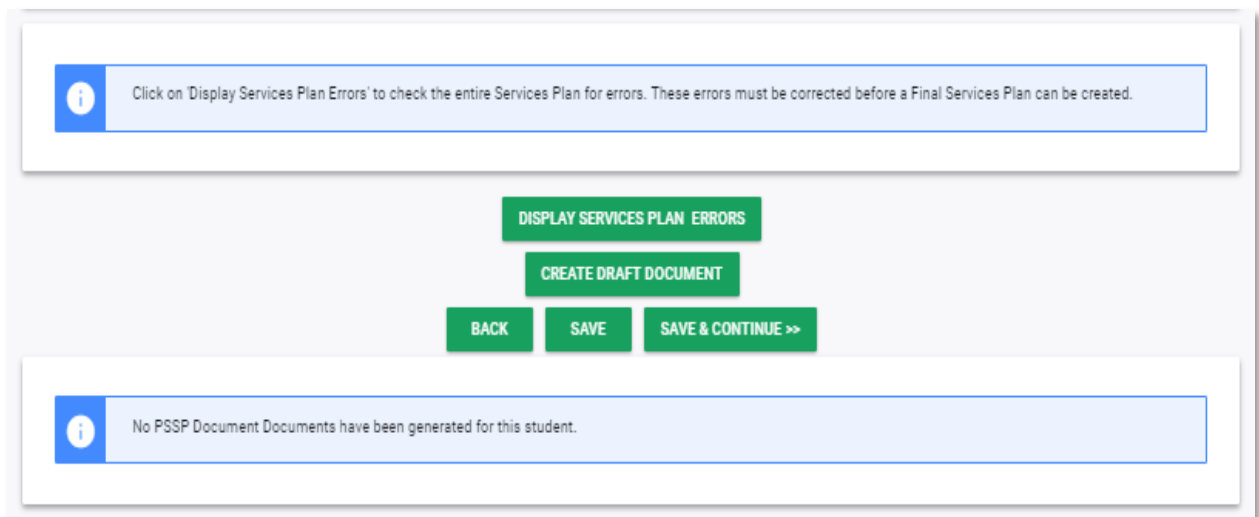 Click on 'Display Services Plan Errors' to check the entire Services Plan for errors. These errors must be corrected before a Final Services Plan can be created.
DISPLAY SERVICES PLAN ERRORS
CREATE DRAFT DOCUMENT
BACK SAVE SAVE & CONTINUE >>
No PSSP Document Documents have been generated for this student.